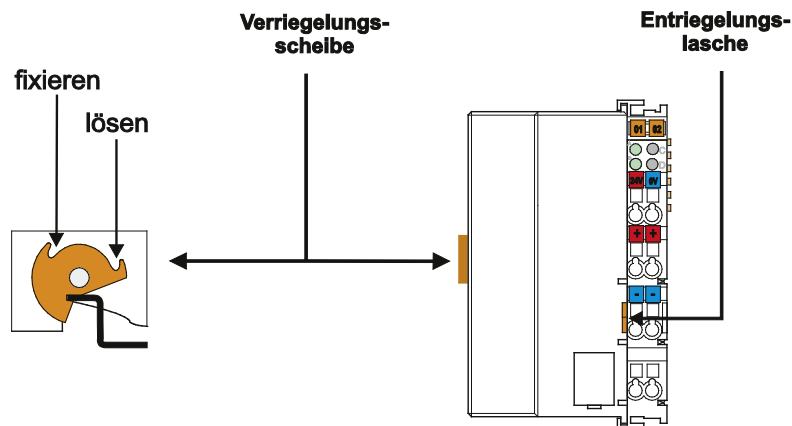 Verriegelungs-
scheibe
Entriegelungs-
lasche
fixieren
lösen
01 02
C
D
24V 0V
+ +
- -